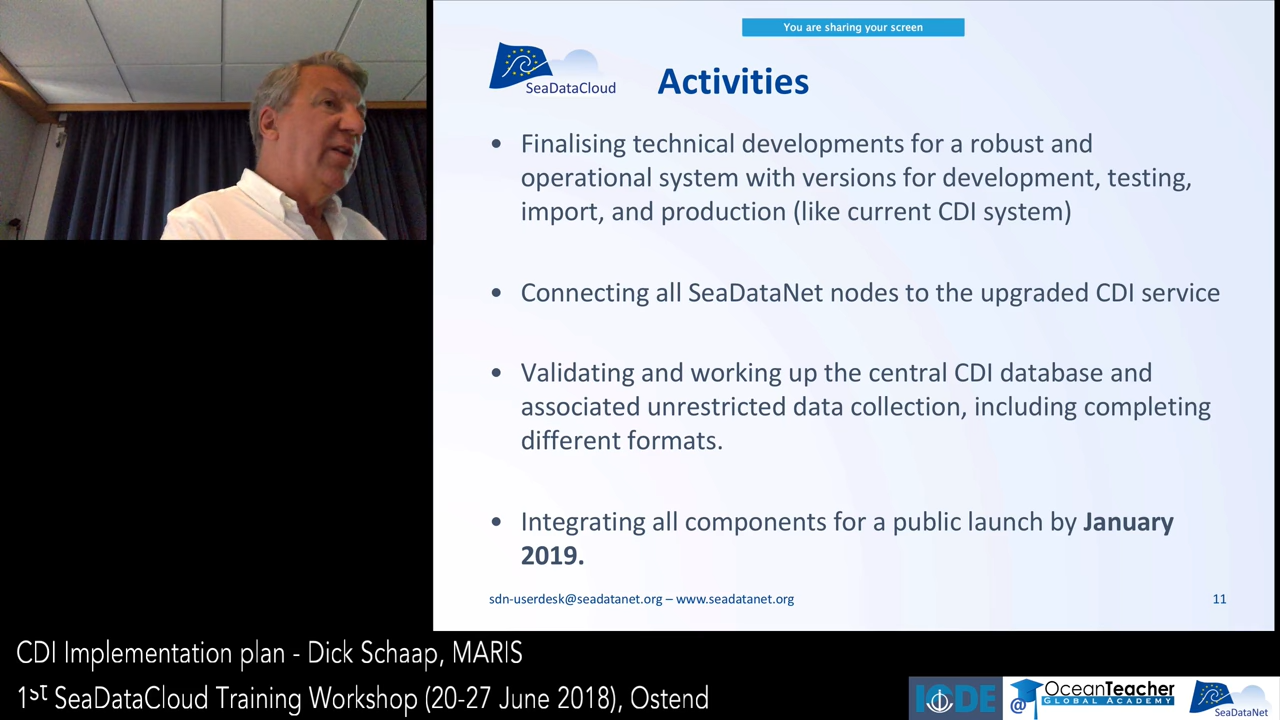 You are sharing your screen
SeaDataCloud
Activities
• Finalising technical developments for a robust and
operational system with versions for development, testing,
import, and production (like current CDI system)
• Connecting all SeaDataNet nodes to the upgraded CDI service
• Validating and working up the central CDI database and
associated unrestricted data collection, including completing
different formats.
• Integrating all components for a public launch by January
2019.
sdn-userdesk@seadatanet.org – www.seadatanet.org
11
CDI Implementation plan - Dick Schaap, MARIS
1st SeaDataCloud Training Workshop (20-27 June 2018), Ostend
IODE
@ OceanTeacher
GLOBAL ACADEMY
SeaDataNet